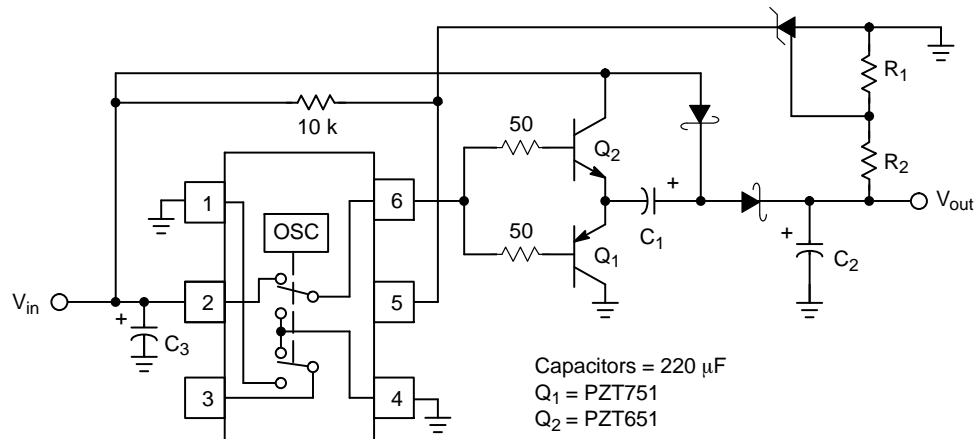 R1
10 k
50
Q2
R2
1
6
OSC
+
C1
Vout
50
Q1
+
C2
Vin
2
5
+
C3
3
4
Capacitors = 220 μF
Q1 = PZT751
Q2 = PZT651